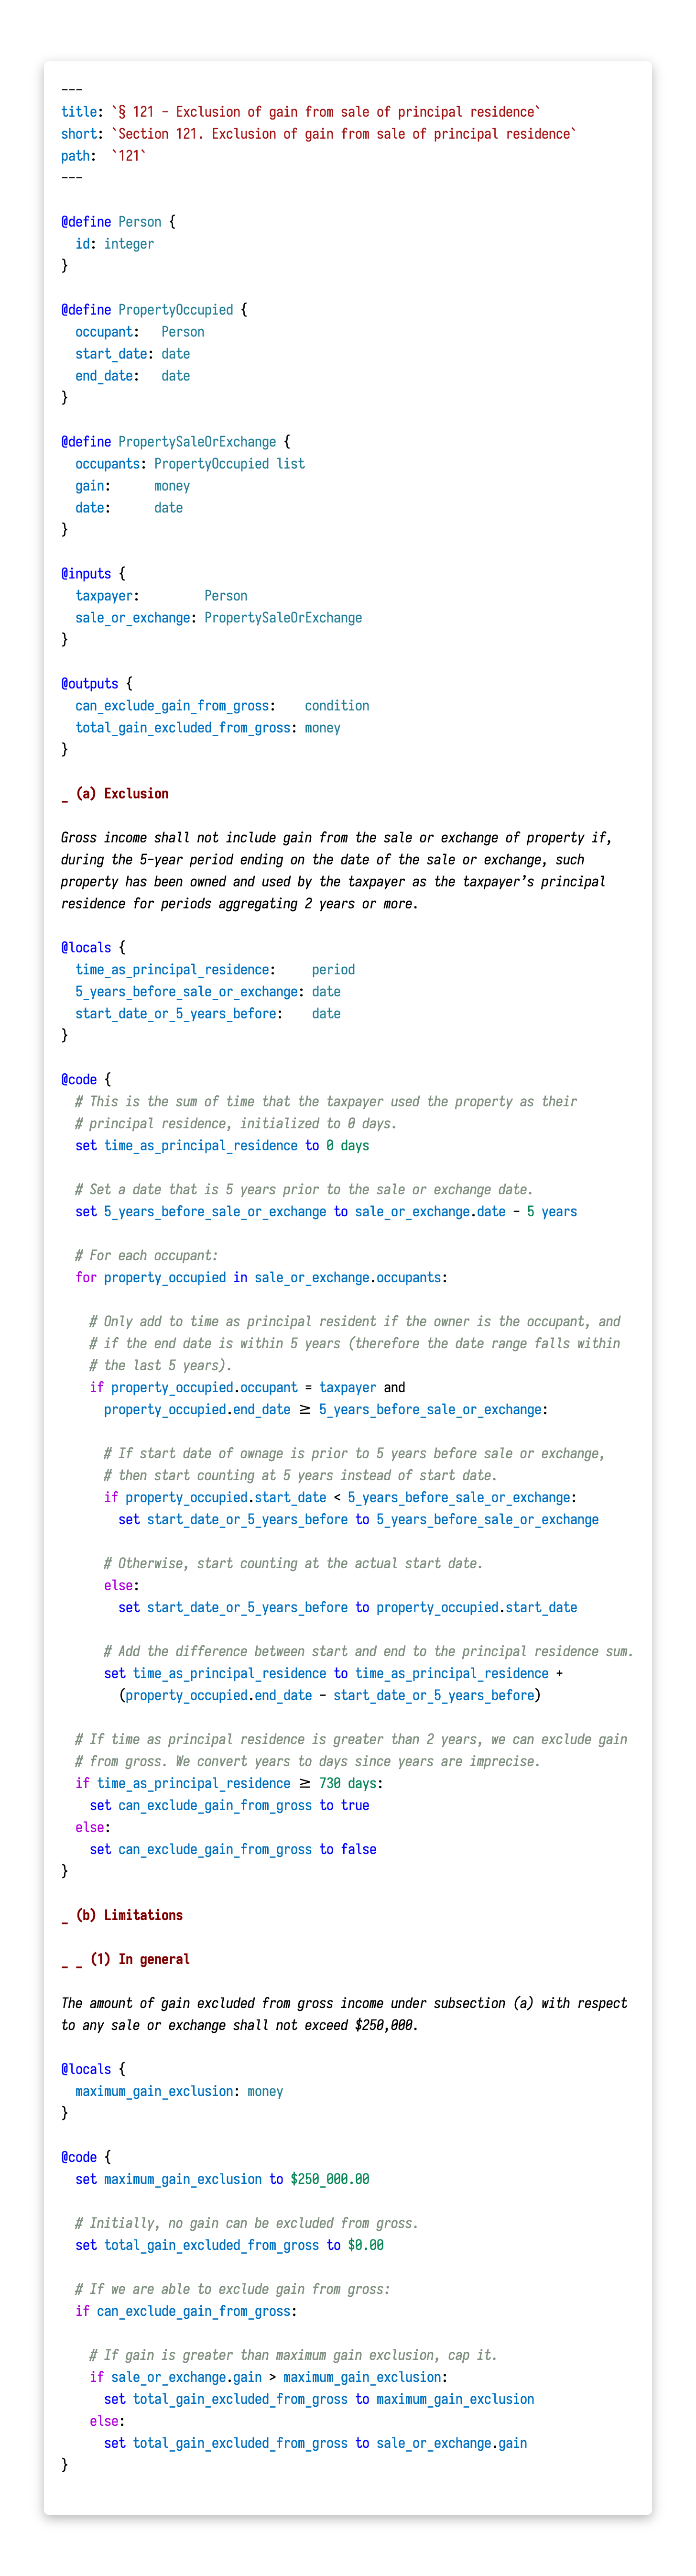 ---
title: `§ 121 - Exclusion of gain from sale of principal residence`
short: `Section 121. Exclusion of gain from sale of principal residence`
path:  `121`
---

@define Person {
  id: integer
}

@define PropertyOccupied {
  occupant:   Person
  start_date: date
  end_date:   date
}

@define PropertySaleOrExchange {
  occupants: PropertyOccupied list
  gain:      money
  date:      date
}

@inputs {
  taxpayer:         Person
  sale_or_exchange: PropertySaleOrExchange
}

@outputs {
  can_exclude_gain_from_gross:    condition
  total_gain_excluded_from_gross: money
}

_ (a) Exclusion

Gross income shall not include gain from the sale or exchange of property if,
during the 5-year period ending on the date of the sale or exchange, such
property has been owned and used by the taxpayer as the taxpayer’s principal
residence for periods aggregating 2 years or more.

@locals {
  time_as_principal_residence:     period
  5_years_before_sale_or_exchange: date
  start_date_or_5_years_before:    date
}

@code {
  # This is the sum of time that the taxpayer used the property as their
  # principal residence, initialized to 0 days.
  set time_as_principal_residence to 0 days

  # Set a date that is 5 years prior to the sale or exchange date.
  set 5_years_before_sale_or_exchange to sale_or_exchange.date - 5 years

  # For each occupant:
  for property_occupied in sale_or_exchange.occupants:

    # Only add to time as principal resident if the owner is the occupant, and
    # if the end date is within 5 years (therefore the date range falls within
    # the last 5 years).
    if property_occupied.occupant = taxpayer and
      property_occupied.end_date ≥ 5_years_before_sale_or_exchange:

      # If start date of ownage is prior to 5 years before sale or exchange,
      # then start counting at 5 years instead of start date.
      if property_occupied.start_date < 5_years_before_sale_or_exchange:
        set start_date_or_5_years_before to 5_years_before_sale_or_exchange

      # Otherwise, start counting at the actual start date.
      else:
        set start_date_or_5_years_before to property_occupied.start_date

      # Add the difference between start and end to the principal residence sum.
      set time_as_principal_residence to time_as_principal_residence +
        (property_occupied.end_date - start_date_or_5_years_before)

  # If time as principal residence is greater than 2 years, we can exclude gain
  # from gross. We convert years to days since years are imprecise.
  if time_as_principal_residence ≥ 730 days:
    set can_exclude_gain_from_gross to true
  else:
    set can_exclude_gain_from_gross to false
}

_ (b) Limitations

_ _ (1) In general

The amount of gain excluded from gross income under subsection (a) with respect
to any sale or exchange shall not exceed $250,000.

@locals {
  maximum_gain_exclusion: money
}

@code {
  set maximum_gain_exclusion to $250_000.00

  # Initially, no gain can be excluded from gross.
  set total_gain_excluded_from_gross to $0.00

  # If we are able to exclude gain from gross:
  if can_exclude_gain_from_gross:

    # If gain is greater than maximum gain exclusion, cap it.
    if sale_or_exchange.gain > maximum_gain_exclusion:
      set total_gain_excluded_from_gross to maximum_gain_exclusion
    else:
      set total_gain_excluded_from_gross to sale_or_exchange.gain
}